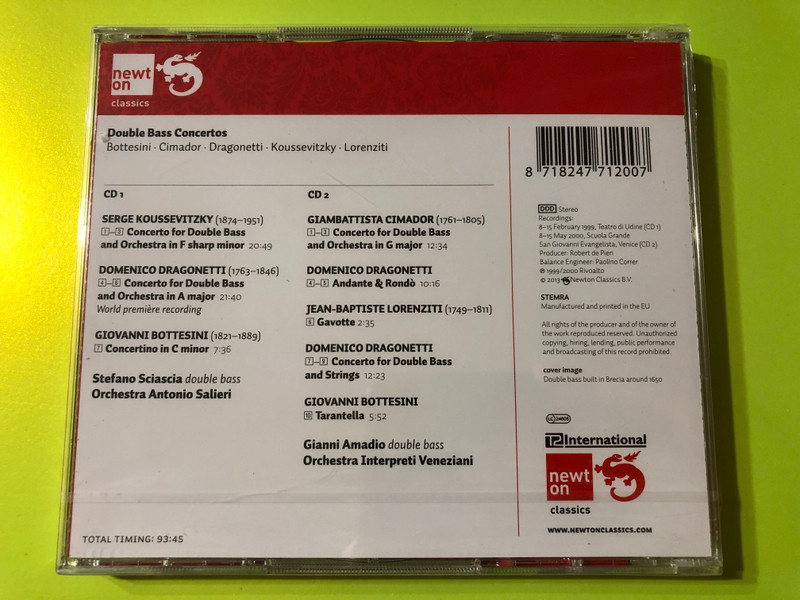 newt
on
classics
Double Bass Concertos
Bottesini · Cimador · Dragonetti · Koussevitzky · Lorenziti
CD 1
SERGE KOUSSEVITZKY (1874–1951)
1–3 Concerto for Double Bass
and Orchestra in F sharp minor 20:49
DOMENICO DRAGONETTI (1763–1846)
4–6 Concerto for Double Bass
and Orchestra in A major 21:40
World première recording
GIOVANNI BOTTESINI (1821–1889)
7 Concertino in C minor 7:36
Stefano Sciascia double bass
Orchestra Antonio Salieri
CD 2
GIAMBATTISTA CIMADOR (1761–1805)
1–3 Concerto for Double Bass
and Orchestra in G major 12:34
DOMENICO DRAGONETTI
Andante & Rondò 10:16
JEAN-BAPTISTE LORENZITI (1749–1811)
6 Gavotte 2:35
DOMENICO DRAGONETTI
Concerto for Double Bass
and Strings 12:23
GIOVANNI BOTTESINI
10 Tarantella 5:52
Gianni Amadio double bass
Orchestra Interpreti Veneziani
TOTAL TIMING: 93:45
8 718247 712007
DDD Stereo
Recordings:
8–15 February 1999, Teatro di Udine (CD 1)
8–15 May 2000, Scuola Grande
San Giovanni Evangelista, Venice (CD 2)
Producer: Robert de Pieri
Balance Engineer: Paolino Correr
℗ 1999/2000 Rivoalto
© 2013 Newton Classics B.V.
STEMRA
Manufactured and printed in the EU
All rights of the producer and of the owner of
the work reproduced reserved. Unauthorized
copying, hiring, lending, public performance
and broadcasting of this record prohibited.
cover image
Double bass built in Brecia around 1650
LC 24605
International
newt
on
classics
WWW.NEWTONCLASSICS.COM